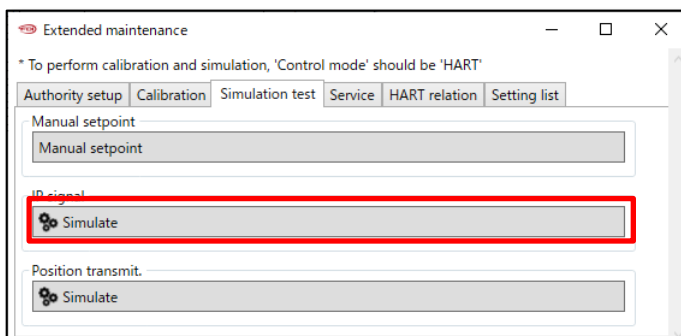 Extended maintenance
* To perform calibration and simulation, 'Control mode' should be 'HART'
Authority setup Calibration Simulation test Service HART relation Setting list
Manual setpoint
Manual setpoint
IP signal
Simulate
Position transmit.
Simulate